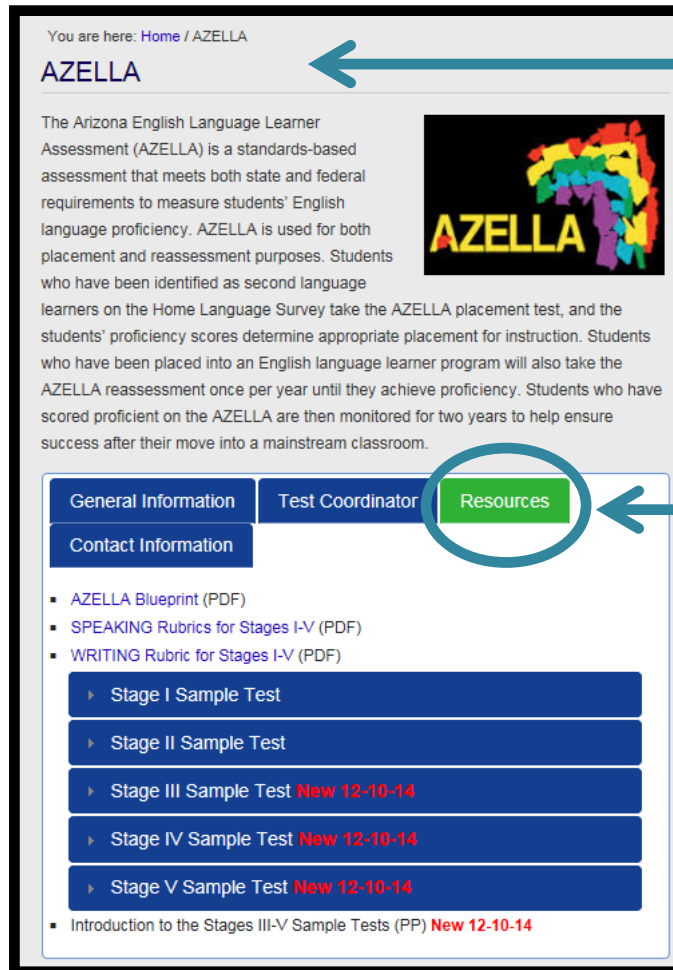 You are here: Home / AZELLA
AZELLA
The Arizona English Language Learner
Assessment (AZELLA) is a standards-based
assessment that meets both state and federal
requirements to measure students' English
language proficiency. AZELLA is used for both
placement and reassessment purposes. Students
who have been identified as second language
AZELLA
learners on the Home Language Survey take the AZELLA placement test, and the
students' proficiency scores determine appropriate placement for instruction. Students
who have been placed into an English language learner program will also take the
AZELLA reassessment once per year until they achieve proficiency. Students who have
scored proficient on the AZELLA are then monitored for two years to help ensure
success after their move into a mainstream classroom.
General Information Test Coordinator Resources
Contact Information
▪ AZELLA Blueprint (PDF)
▪ SPEAKING Rubrics for Stages I-V (PDF)
▪ WRITING Rubric for Stages I-V (PDF)
Stage I Sample Test
Stage II Sample Test
Stage III Sample Test New 12-10-14
Stage IV Sample Test New 12-10-14
Stage V Sample Test New 12-10-14
▪ Introduction to the Stages III-V Sample Tests (PP) New 12-10-14